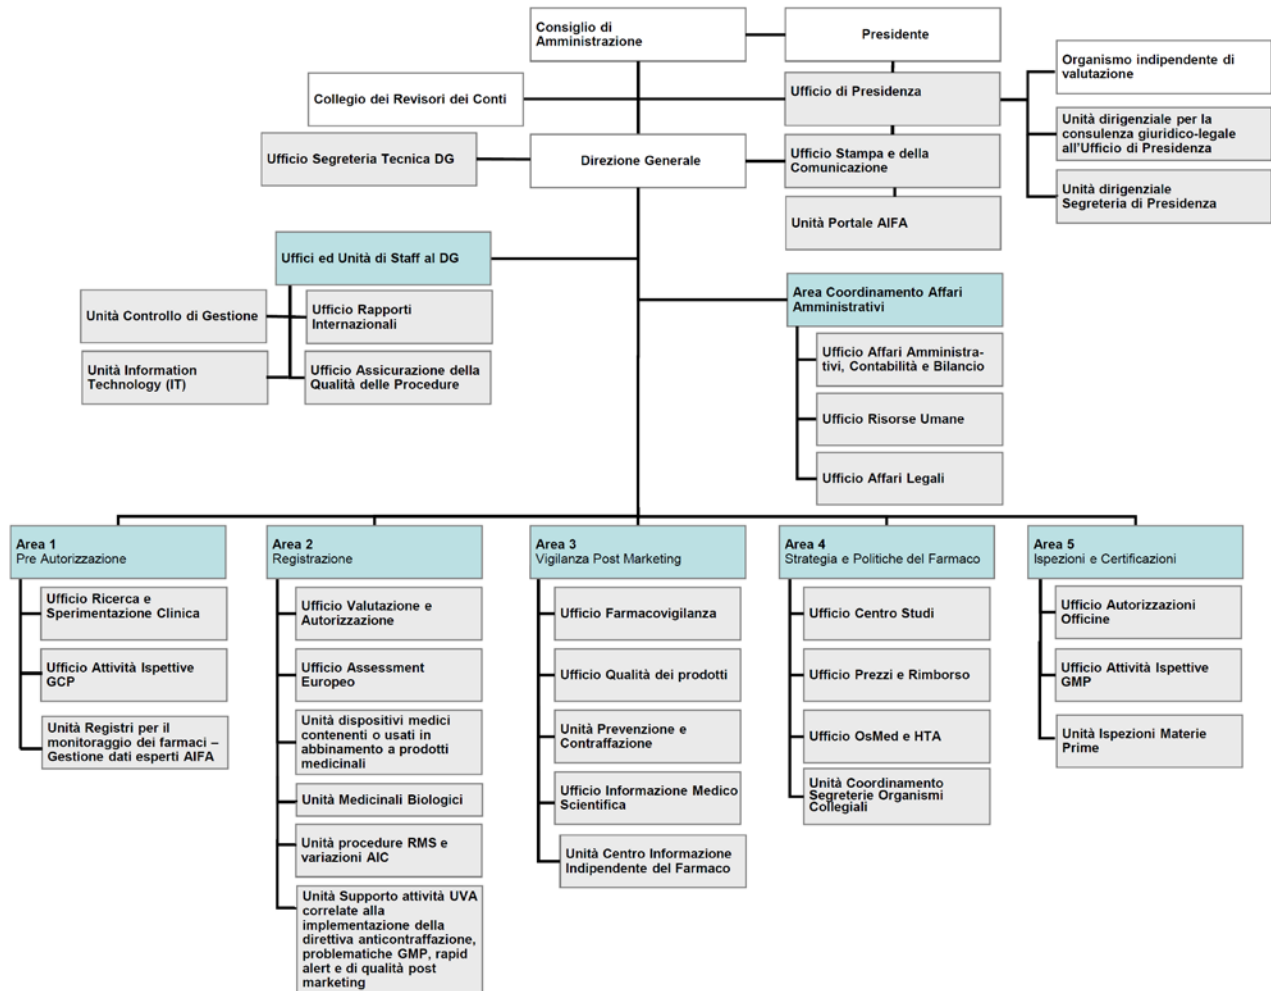 Consiglio di
Amministrazione
Presidente
Organismo indipendente di
valutazione
Collegio dei Revisori dei Conti
Ufficio di Presidenza
Unità dirigenziale per la
consulenza giuridico-legale
all'Ufficio di Presidenza
Ufficio Segreteria Tecnica DG
Direzione Generale
Ufficio Stampa e della
Comunicazione
Unità dirigenziale
Segreteria di Presidenza
Unità Portale AIFA
Uffici ed Unità di Staff al DG
Area Coordinamento Affari
Amministrativi
Unità Controllo di Gestione
Ufficio Rapporti
Internazionali
Unità Information
Technology (IT)
Ufficio Assicurazione della
Qualità delle Procedure
Ufficio Affari Amministra-
tivi, Contabilità e Bilancio
Ufficio Risorse Umane
Ufficio Affari Legali
Area 1
Pre Autorizzazione
Ufficio Ricerca e
Sperimentazione Clinica
Ufficio Attività Ispettive
GCP
Unità Registri per il
monitoraggio dei farmaci –
Gestione dati esperti AIFA
Area 2
Registrazione
Ufficio Valutazione e
Autorizzazione
Ufficio Assessment
Europeo
Unità dispositivi medici
contenenti o usati in
abbinamento a prodotti
medicinali
Unità Medicinali Biologici
Unità procedure RMS e
variazioni AIC
Unità Supporto attività UVA
correlate alla
implementazione della
direttiva anticontraffazione,
problematiche GMP, rapid
alert e di qualità post
marketing
Area 3
Vigilanza Post Marketing
Ufficio Farmacovigilanza
Ufficio Qualità dei prodotti
Unità Prevenzione e
Contraffazione
Ufficio Informazione Medico
Scientifica
Unità Centro Informazione
Indipendente del Farmaco
Area 4
Strategia e Politiche del Farmaco
Ufficio Centro Studi
Ufficio Prezzi e Rimborso
Ufficio OsMed e HTA
Unità Coordinamento
Segreterie Organismi
Collegiali
Area 5
Ispezioni e Certificazioni
Ufficio Autorizzazioni
Officine
Ufficio Attività Ispettive
GMP
Unità Ispezioni Materie
Prime